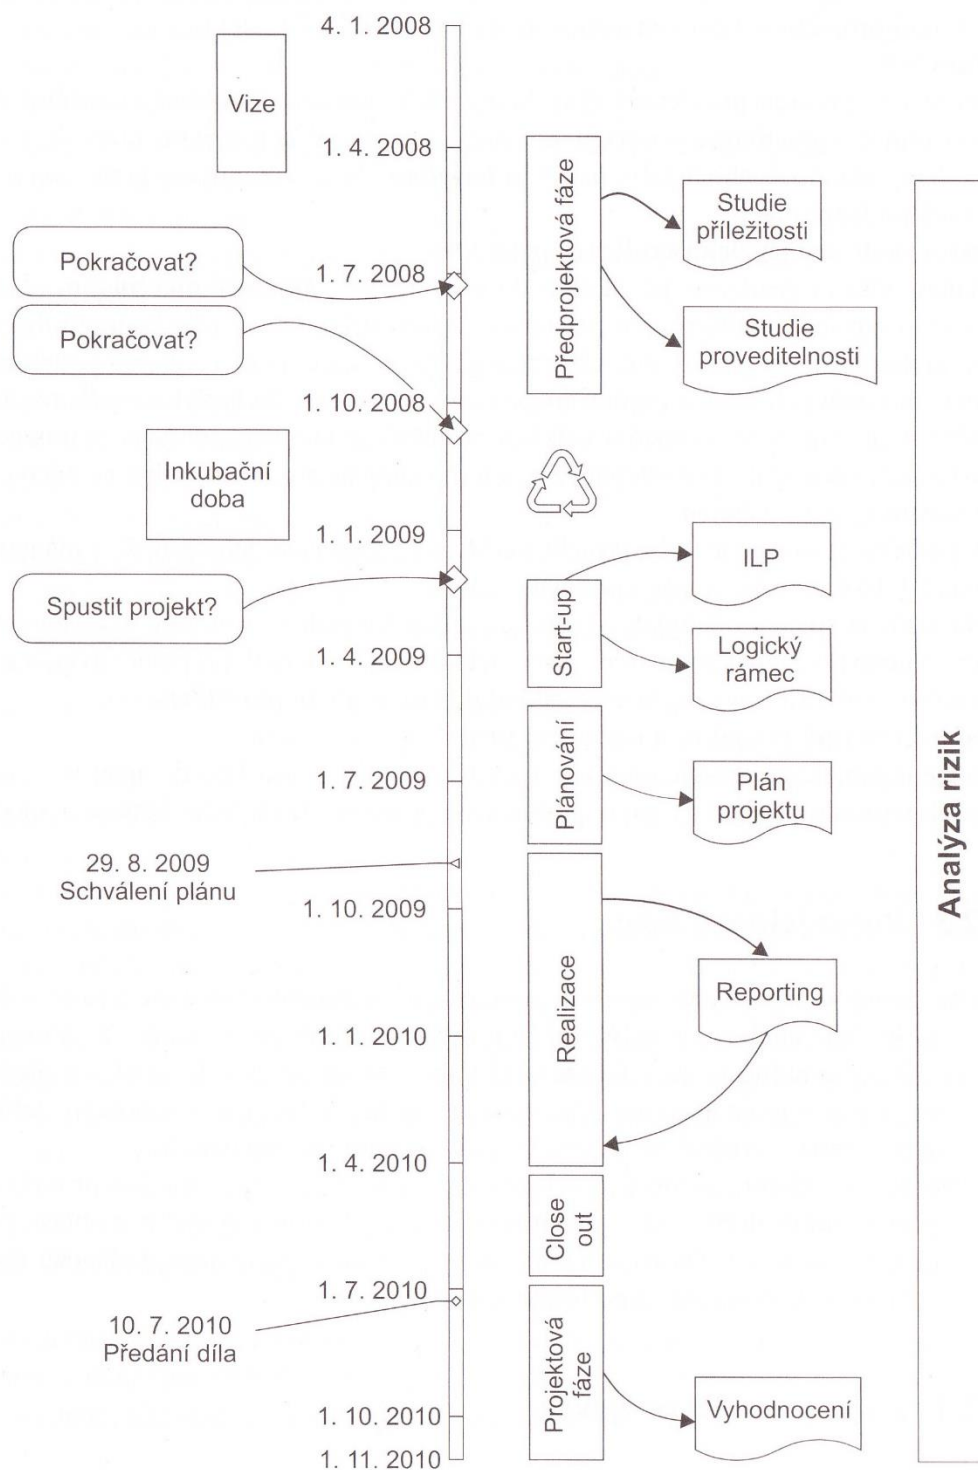 4. 1. 2008
Vize
1. 4. 2008
Předprojektová fáze
Studie
příležitosti
Pokračovat?
1. 7. 2008
Pokračovat?
Studie
proveditelnosti
1. 10. 2008
Inkubační
doba
1. 1. 2009
ILP
Spustit projekt?
Start-up
1. 4. 2009
Logický
rámec
Plánování
1. 7. 2009
Plán
projektu
29. 8. 2009
Schválení plánu
1. 10. 2009
Realizace
Reporting
1. 1. 2010
1. 4. 2010
Close
out
1. 7. 2010
10. 7. 2010
Předání díla
Projektová
fáze
Vyhodnocení
1. 10. 2010
1. 11. 2010
Analýza rizik